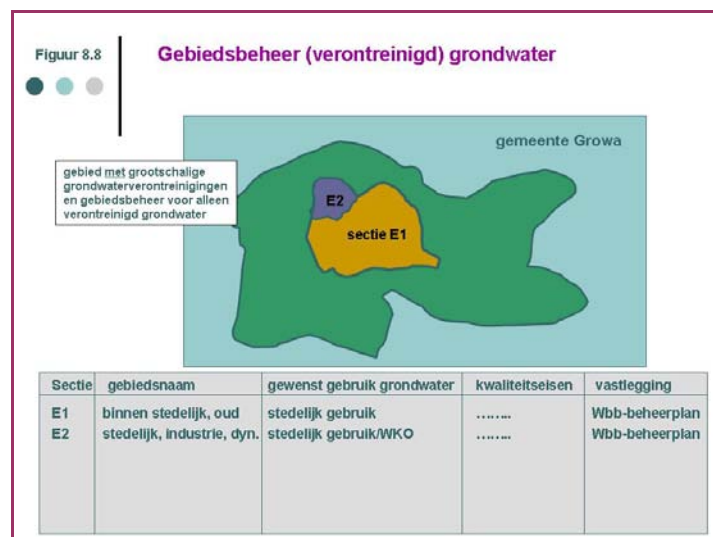 Figuur 8.8
Gebiedsbeheer (verontreinigd) grondwater
gemeente Growa
gebied met grootschalige
grondwaterverontreinigingen
en gebiedsbeheer voor alleen
verontreinigd grondwater
E2
sectie E1
Sectie gebiedsnaam gewenst gebruik grondwater kwaliteitseisen vastlegging
E1 binnen stedelijk, oud stedelijk gebruik ........ Wbb-beheerplan
E2 stedelijk, industrie, dyn. stedelijk gebruik/WKO ........ Wbb-beheerplan